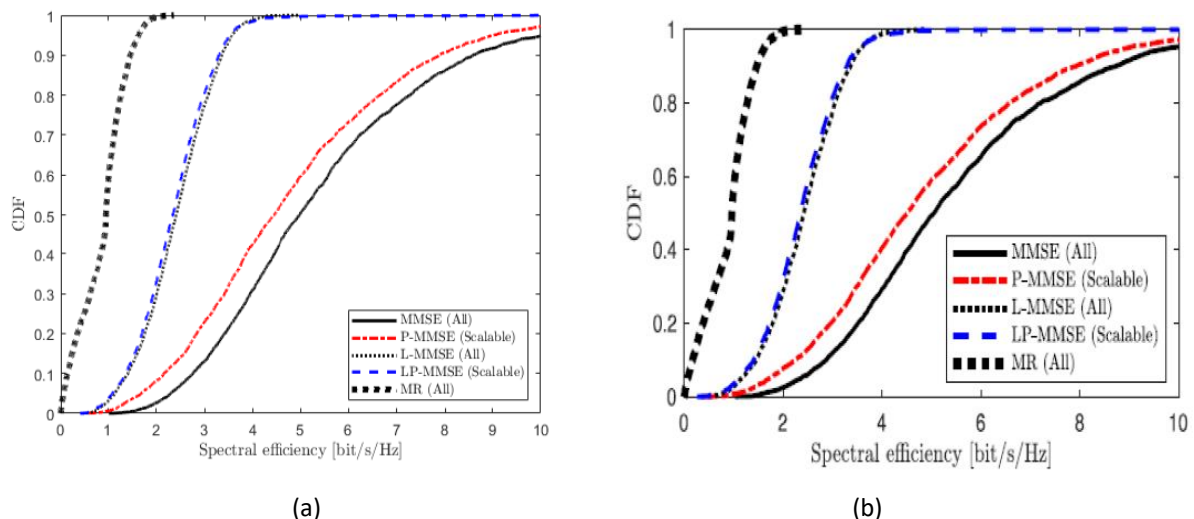 1
0.9
0.8
0.7
0.6
0.5
0.4
0.3
0.2
0.1
0
CDF
MMSE (All)
P-MMSE (Scalable)
L-MMSE (All)
LP-MMSE (Scalable)
MR (All)
0 1 2 3 4 5 6 7 8 9 10
Spectral efficiency [bit/s/Hz]
(a)
1
0.8
0.6
0.4
0.2
0
CDF
MMSE (All)
P-MMSE (Scalable)
L-MMSE (All)
LP-MMSE (Scalable)
MR (All)
0 2 4 6 8 10
Spectral efficiency [bit/s/Hz]
(b)